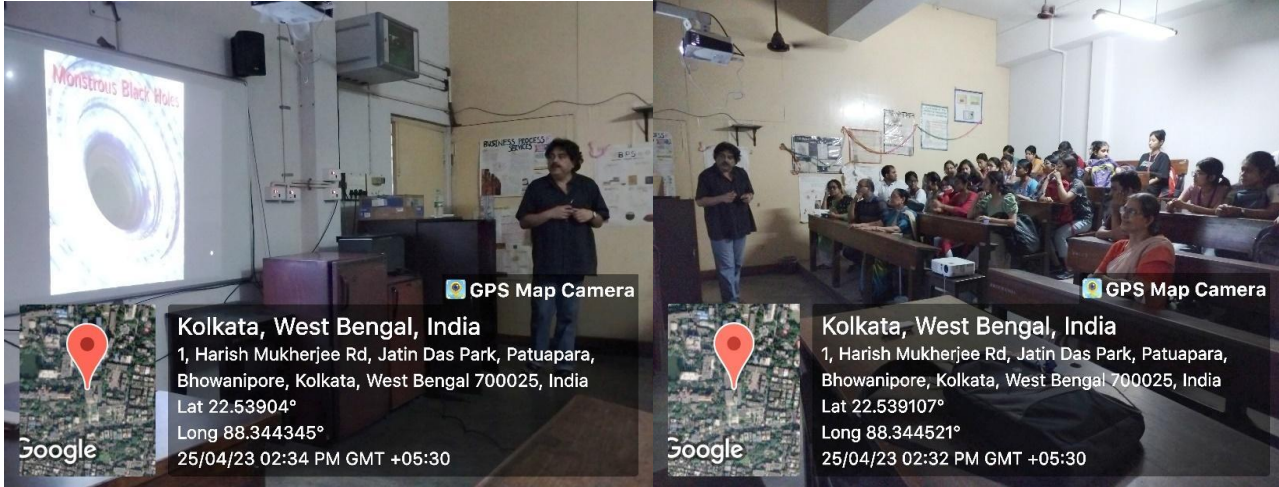 Monstrous Black Holes
BUSINESS PROCESS
SERVICES
BPS
GPS Map Camera
Kolkata, West Bengal, India
1, Harish Mukherjee Rd, Jatin Das Park, Patuapara,
Bhowanipore, Kolkata, West Bengal 700025, India
Lat 22.53904°
Long 88.344345°
25/04/23 02:34 PM GMT +05:30
Google
GPS Map Camera
Kolkata, West Bengal, India
1, Harish Mukherjee Rd, Jatin Das Park, Patuapara,
Bhowanipore, Kolkata, West Bengal 700025, India
Lat 22.539107°
Long 88.344521°
25/04/23 02:32 PM GMT +05:30
Google